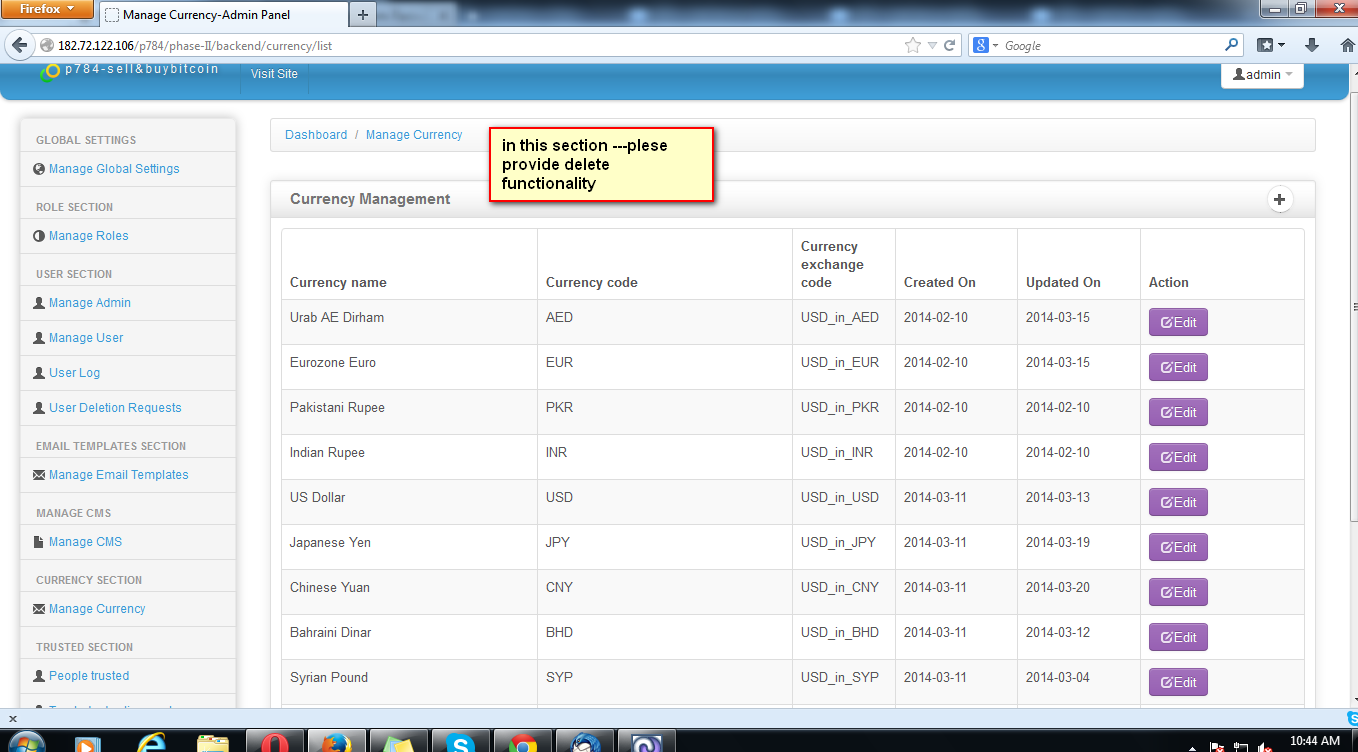 Firefox
Manage Currency-Admin Panel
182.72.122.106/p784/phase-II/backend/currency/list
Google
p784-sell&buybitcoin
Visit Site
admin
GLOBAL SETTINGS
Manage Global Settings
ROLE SECTION
Manage Roles
USER SECTION
Manage Admin
Manage User
User Log
User Deletion Requests
EMAIL TEMPLATES SECTION
Manage Email Templates
MANAGE CMS
Manage CMS
CURRENCY SECTION
Manage Currency
TRUSTED SECTION
People trusted
Dashboard / Manage Currency
in this section ---plese
provide delete
functionality
Currency Management
Currency name Currency code Currency exchange code Created On Updated On Action
Urab AE Dirham AED USD_in_AED 2014-02-10 2014-03-15 Edit
Eurozone Euro EUR USD_in_EUR 2014-02-10 2014-03-15 Edit
Pakistani Rupee PKR USD_in_PKR 2014-02-10 2014-02-10 Edit
Indian Rupee INR USD_in_INR 2014-02-10 2014-02-10 Edit
US Dollar USD USD_in_USD 2014-03-11 2014-03-13 Edit
Japanese Yen JPY USD_in_JPY 2014-03-11 2014-03-19 Edit
Chinese Yuan CNY USD_in_CNY 2014-03-11 2014-03-20 Edit
Bahraini Dinar BHD USD_in_BHD 2014-03-11 2014-03-12 Edit
Syrian Pound SYP USD_in_SYP 2014-03-11 2014-03-04 Edit
10:44 AM